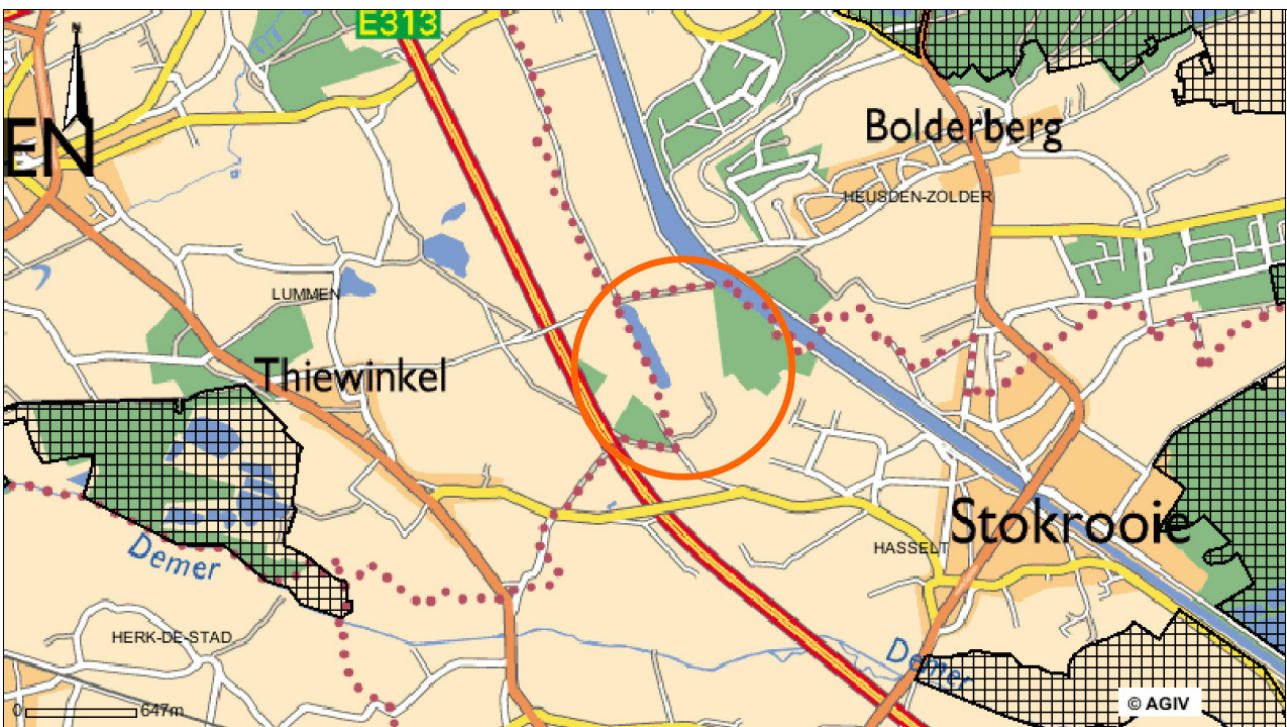 E313
N
EN
Bolderberg
HEUSDEN-ZOLDER
LUMMEN
Thiewinkel
Stokrooie
HASSELT
Demer
HERK-DE-STAD
Demer
0 647m
© AGIV